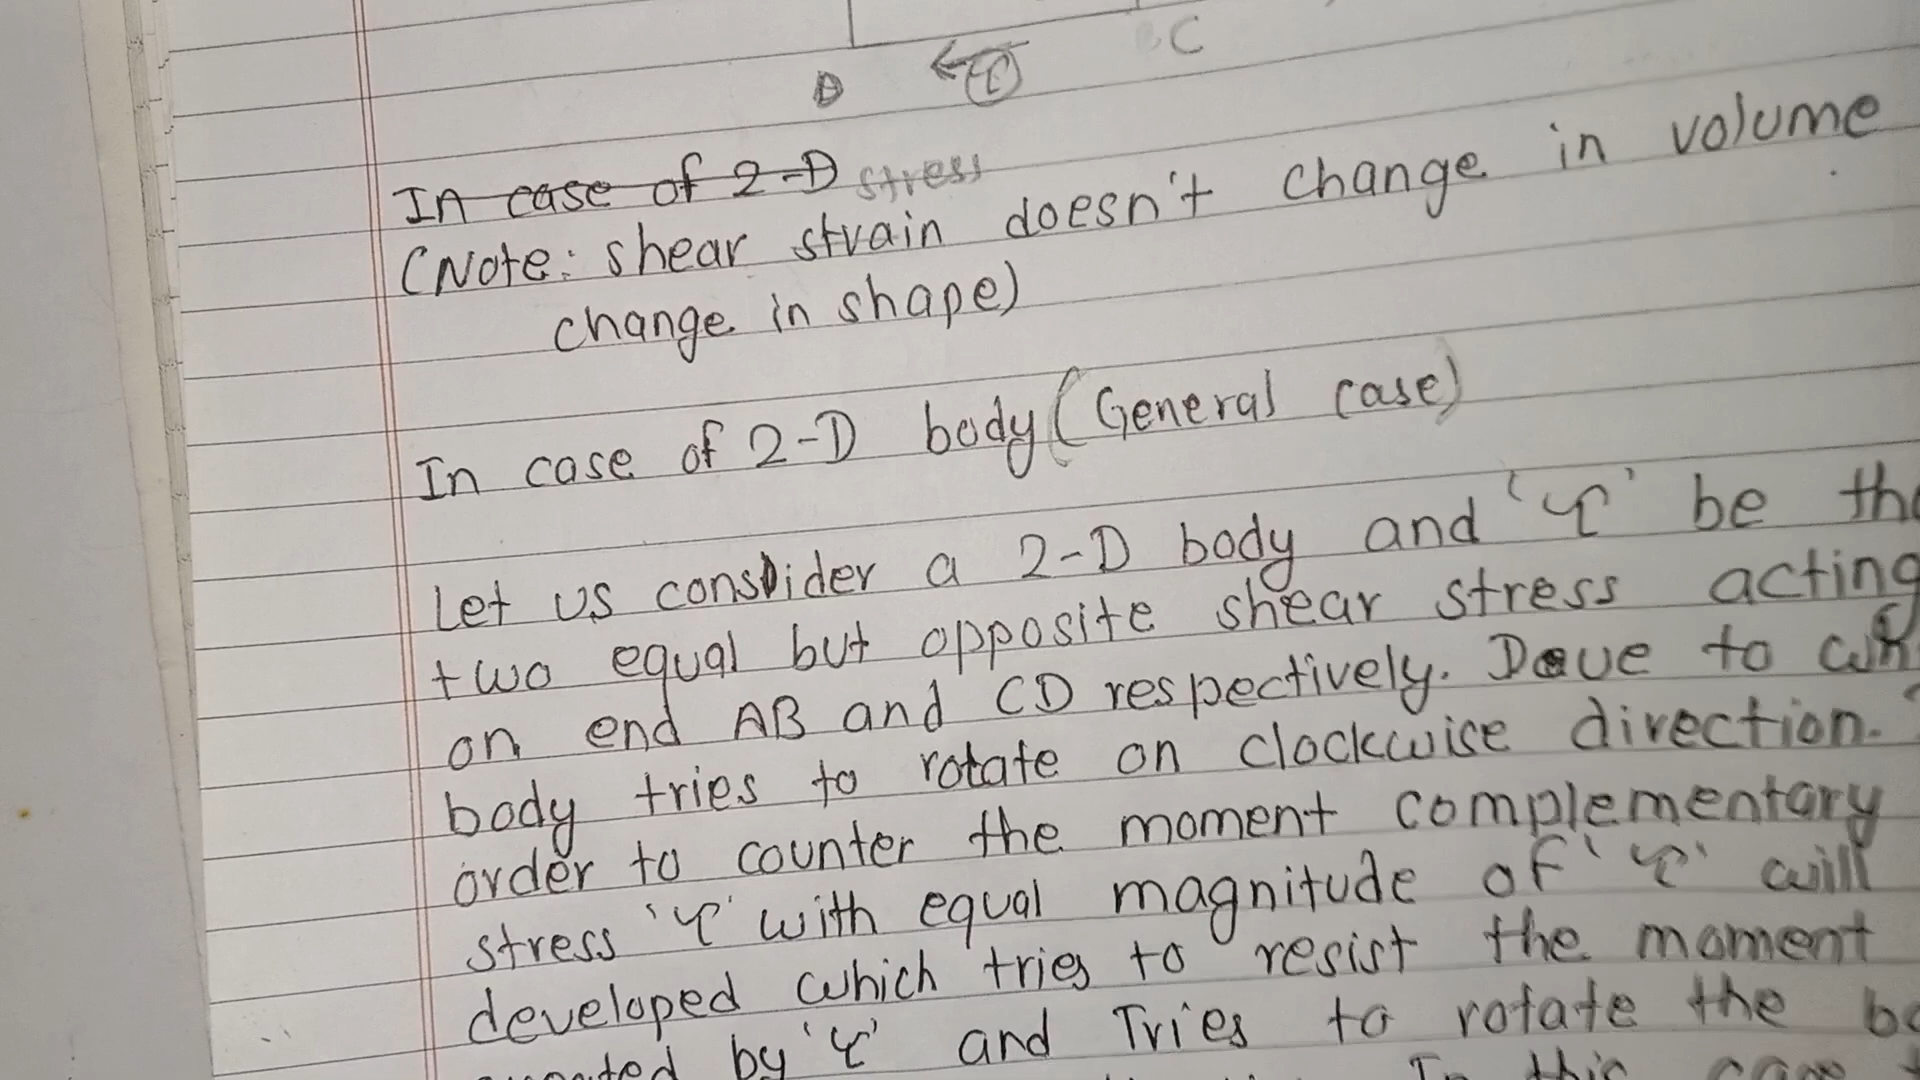 D τ C
In case of 2-D stress
(Note: shear strain doesn't change in volume
change in shape)
In case of 2-D body (General case)
Let us consider a 2-D body and 'τ' be the
two equal but opposite shear stress acting
on end AB and CD respectively. Doue to
body tries to rotate on clockwise direction.
order to counter the moment complementary
stress 'τ' with equal magnitude of 'τ' will
developed which tries to resist the moment
by 'τ' and Tries to rotate the
In this case